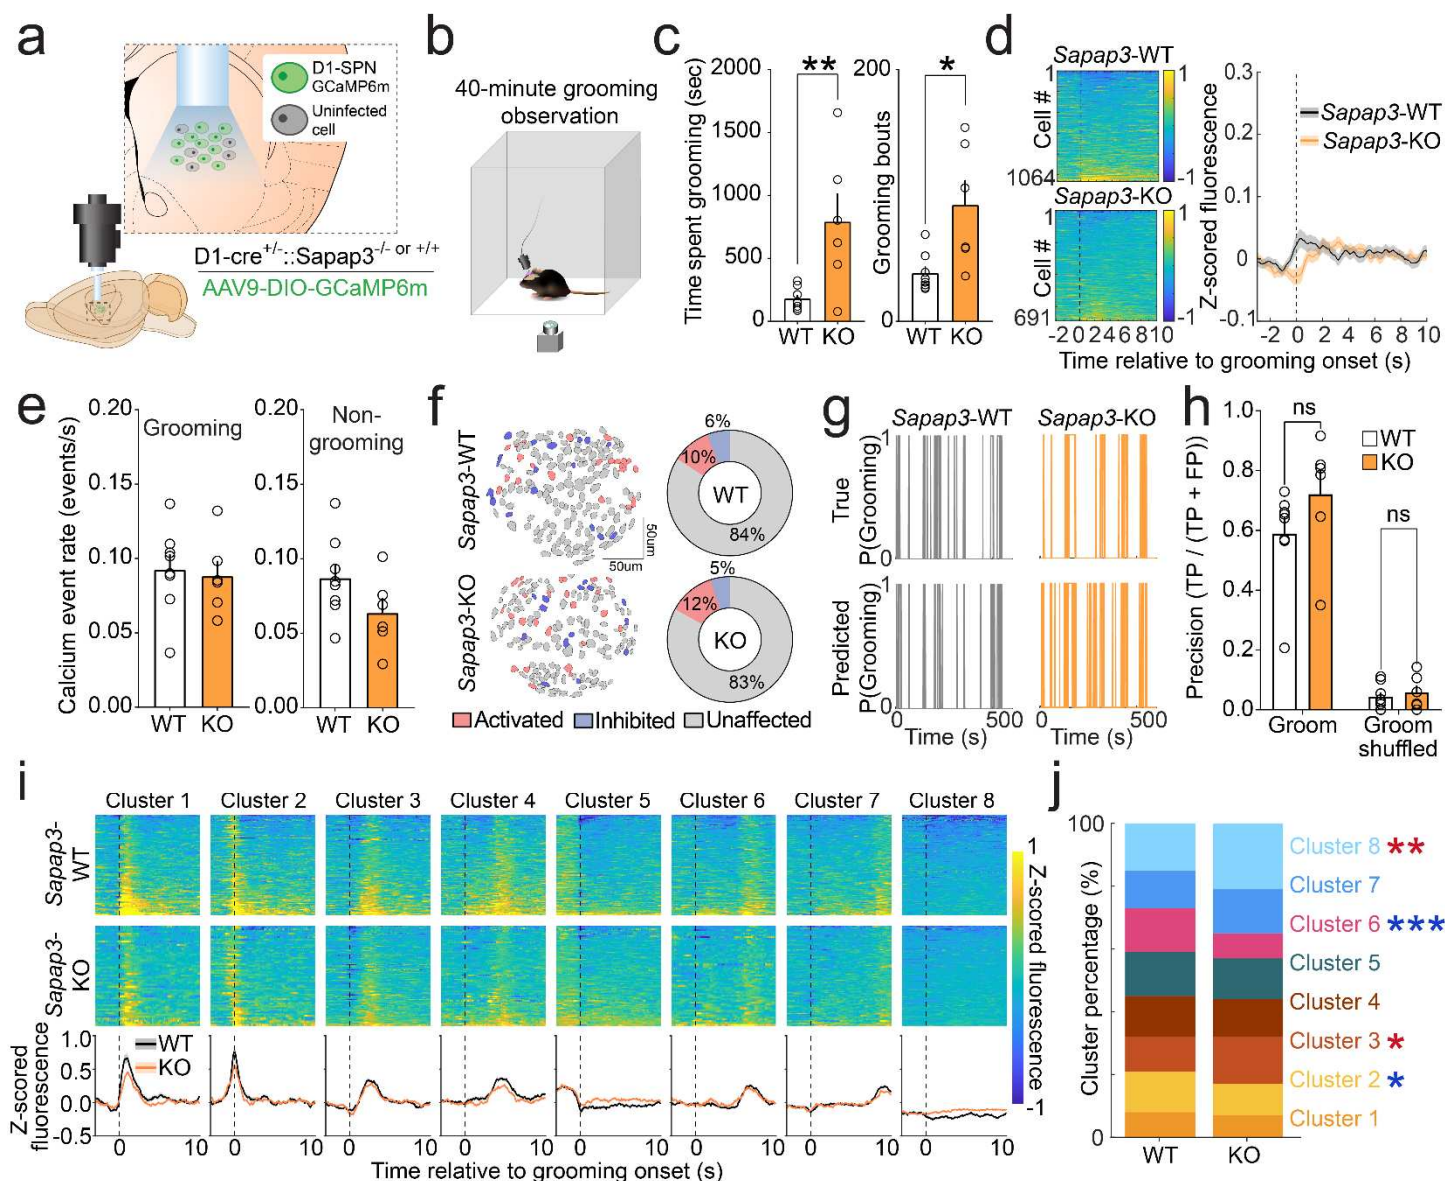 a
D1-SPN
GCaMP6m
Uninfected
cell
D1-cre+/-::Sapap3-/- or +/+
AAV9-DIO-GCaMP6m
b
40-minute grooming
observation
c
Time spent grooming (sec)
2000
1500
1000
500
0
**
WT
KO
Grooming bouts
200
100
0
*
WT
KO
d
Sapap3-WT
Cell #
1
1064
1
-1
Sapap3-KO
Cell #
1
691
1
-1
-2 0 2 4 6 8 10
Z-scored fluorescence
0.3
0.2
0.1
0
-0.1
Sapap3-WT
Sapap3-KO
-2 0 2 4 6 8 10
Time relative to grooming onset (s)
e
Calcium event rate (events/s)
0.20
0.15
0.10
0.05
0.00
Grooming
WT
KO
0.20
0.15
0.10
0.05
0.00
Non-
grooming
WT
KO
f
Sapap3-WT
50um
50um
6%
10%
WT
84%
Sapap3-KO
5%
12%
KO
83%
Activated
Inhibited
Unaffected
g
Sapap3-WT
Sapap3-KO
True
P(Grooming)
1
0
Predicted
P(Grooming)
1
0
0 500
0 500
Time (s)
Time (s)
h
Precision (TP / (TP + FP))
1.0
0.8
0.6
0.4
0.2
0.0
ns
ns
WT
KO
Groom
Groom
shuffled
i
Cluster 1
Cluster 2
Cluster 3
Cluster 4
Cluster 5
Cluster 6
Cluster 7
Cluster 8
Sapap3-
WT
Sapap3-
KO
1
Z-scored fluorescence
-1
Z-scored
fluorescence
1.0
0.5
0.0
-0.5
WT
KO
0 10
0 10
0 10
0 10
0 10
0 10
0 10
0 10
Time relative to grooming onset (s)
j
Cluster percentage (%)
100
0
WT
KO
Cluster 8 **
Cluster 7
Cluster 6 ***
Cluster 5
Cluster 4
Cluster 3 *
Cluster 2 *
Cluster 1